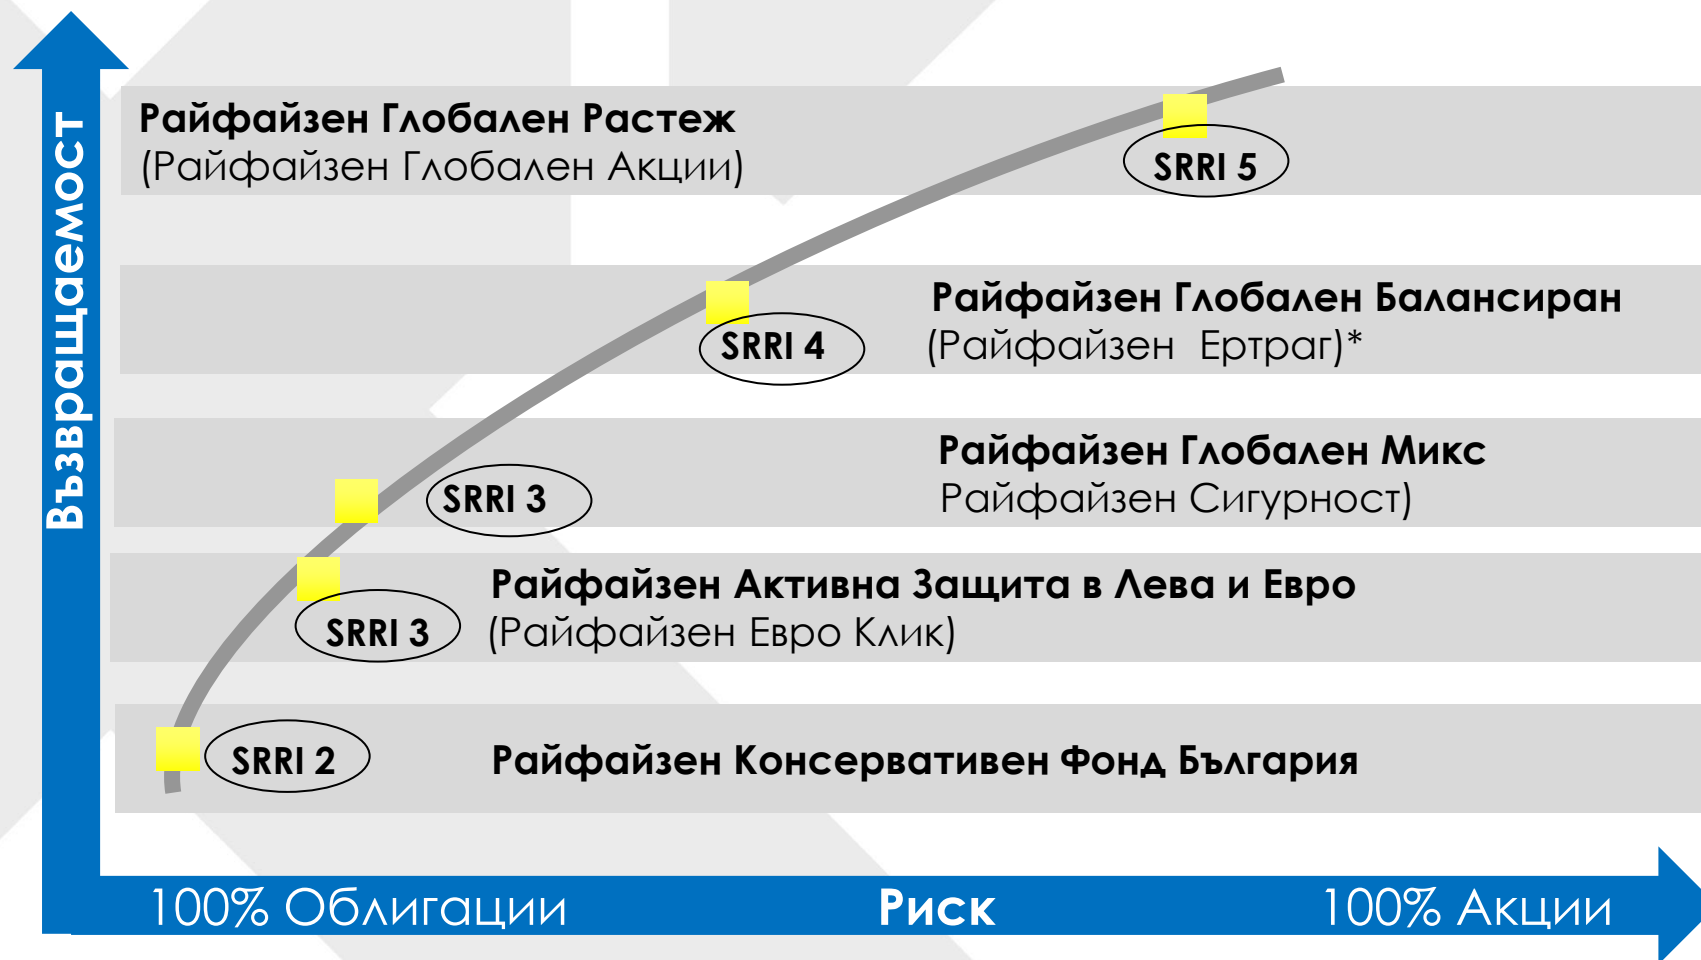 Възвращаемост
Райфайзен Глобален Растеж
(Райфайзен Глобален Акции)
SRRI 5
Райфайзен Глобален Балансиран
SRRI 4
(Райфайзен  Ертраг)*
Райфайзен Глобален Микс
SRRI 3
Райфайзен Сигурност)
Райфайзен Активна Защита в Лева и Евро
SRRI 3
(Райфайзен Евро Клик)
SRRI 2
Райфайзен Консервативен Фонд България
100% Облигации
Риск
100% Акции